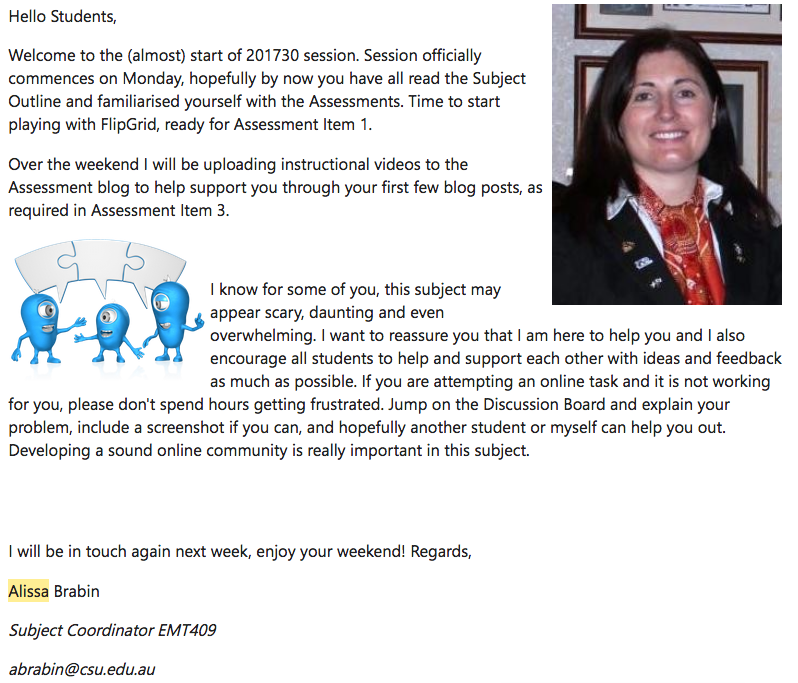 Hello Students,
Welcome to the (almost) start of 201730 session. Session officially
commences on Monday, hopefully by now you have all read the Subject
Outline and familiarised yourself with the Assessments. Time to start
playing with FlipGrid, ready for Assessment Item 1.
Over the weekend I will be uploading instructional videos to the
Assessment blog to help support you through your first few blog posts, as
required in Assessment Item 3.
I know for some of you, this subject may
appear scary, daunting and even
overwhelming. I want to reassure you that I am here to help you and I also
encourage all students to help and support each other with ideas and feedback
as much as possible. If you are attempting an online task and it is not working
for you, please don't spend hours getting frustrated. Jump on the Discussion Board and explain your
problem, include a screenshot if you can, and hopefully another student or myself can help you out.
Developing a sound online community is really important in this subject.
I will be in touch again next week, enjoy your weekend! Regards,
Alissa Brabin
Subject Coordinator EMT409
abrabin@csu.edu.au